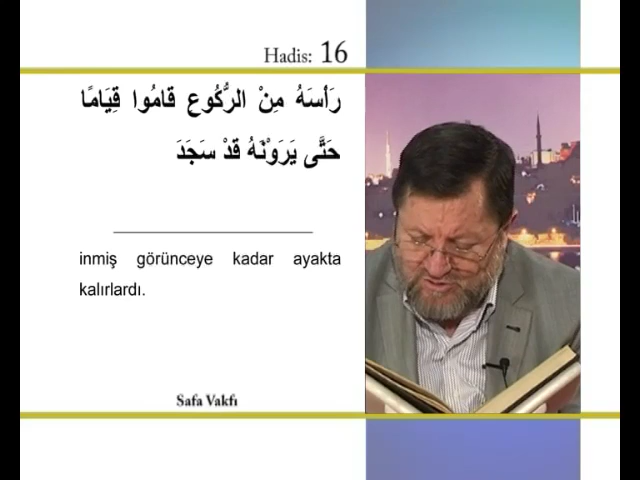 Hadis: 16
رَأْسَهُ مِنْ الرُّكُوعِ قَامُوا قِيَامًا
حَتَّى يَرَوْنَهُ قَدْ سَجَدَ
inmiş görünceye kadar ayakta
kalırlardı.
Safa Vakfı